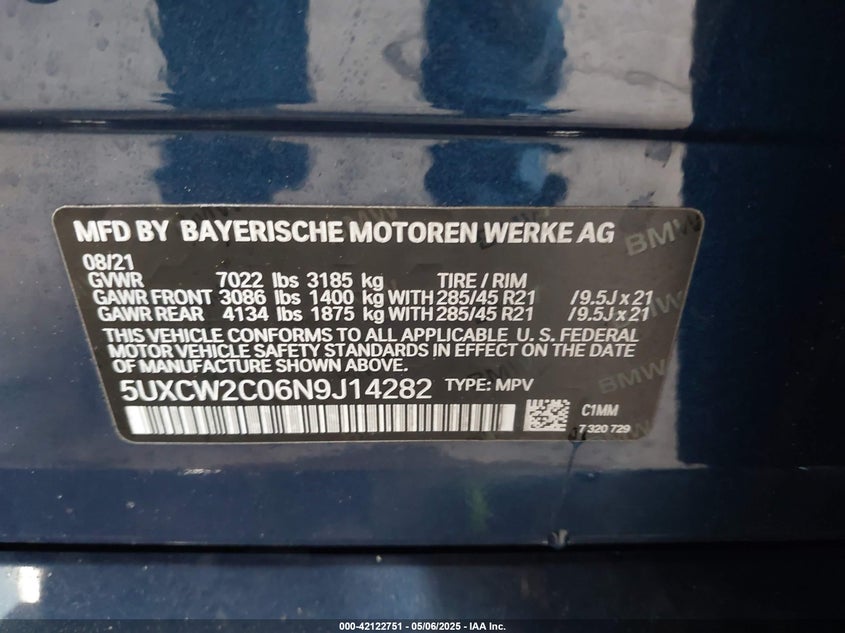 MFD BY BAYERISCHE MOTOREN WERKE AG
08/21
GVWR 7022 lbs 3185 kg TIRE / RIM
GAWR FRONT 3086 lbs 1400 kg WITH 285/45 R21 / 9.5J x 21
GAWR REAR 4134 lbs 1875 kg WITH 285/45 R21 / 9.5J x 21
THIS VEHICLE CONFORMS TO ALL APPLICABLE U. S. FEDERAL
MOTOR VEHICLE SAFETY STANDARDS IN EFFECT ON THE DATE
OF MANUFACTURE SHOWN ABOVE.
5UXCW2C06N9J14282 TYPE: MPV
C1MM
7 320 729
BMW
000-42122751 | 05/06/2025 - IAA Inc.